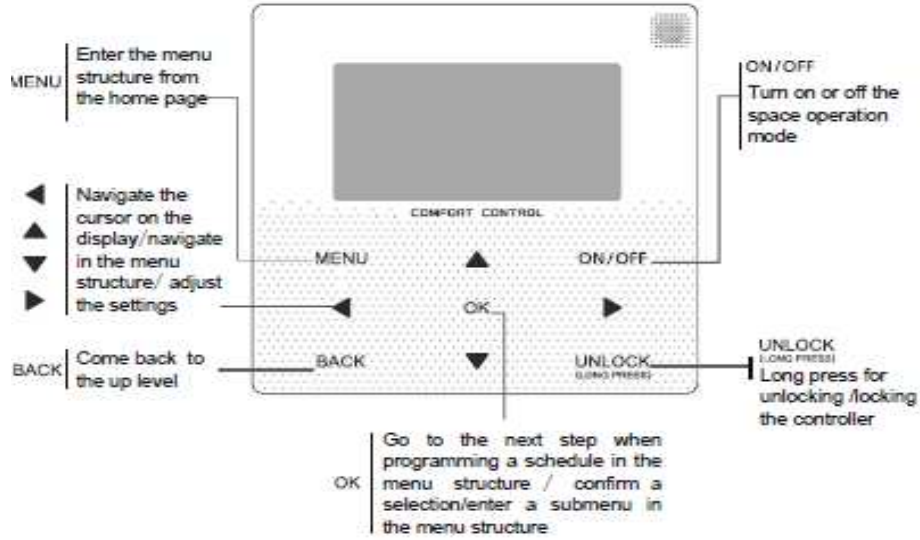 MENU
Enter the menu
structure from
the home page
ON/OFF
Turn on or off the
space operation
mode
◀
▲
▼
▶
Navigate the
cursor on the
display/navigate
in the menu
structure/ adjust
the settings
COMFORT CONTROL
MENU
▲
ON/OFF
◀
OK
▶
BACK
▼
UNLOCK
(LONG PRESS)
BACK
Come back to
the up level
UNLOCK
(LONG PRESS)
Long press for
unlocking /locking
the controller
OK
Go to the next step when
programming a schedule in the
menu structure / confirm a
selection/enter a submenu in
the menu structure